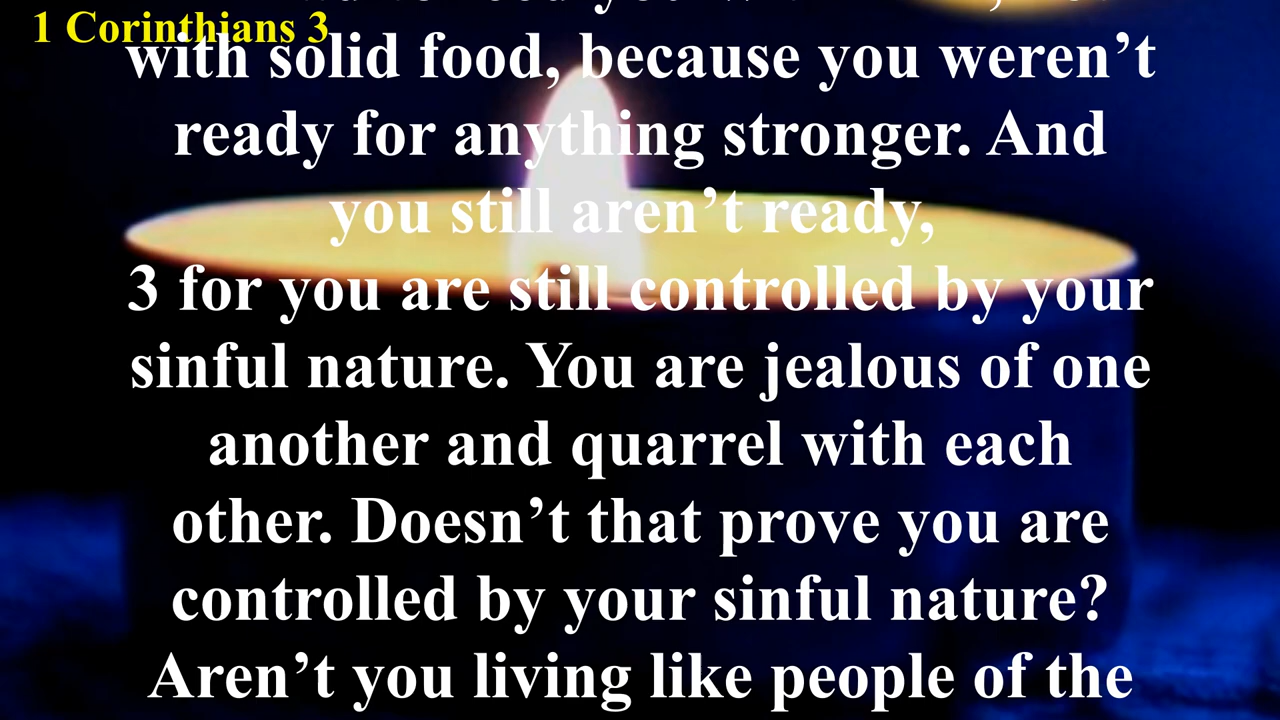 1 Corinthians 3
with solid food, because you weren’t
ready for anything stronger. And
you still aren’t ready,
3 for you are still controlled by your
sinful nature. You are jealous of one
another and quarrel with each
other. Doesn’t that prove you are
controlled by your sinful nature?
Aren’t you living like people of the